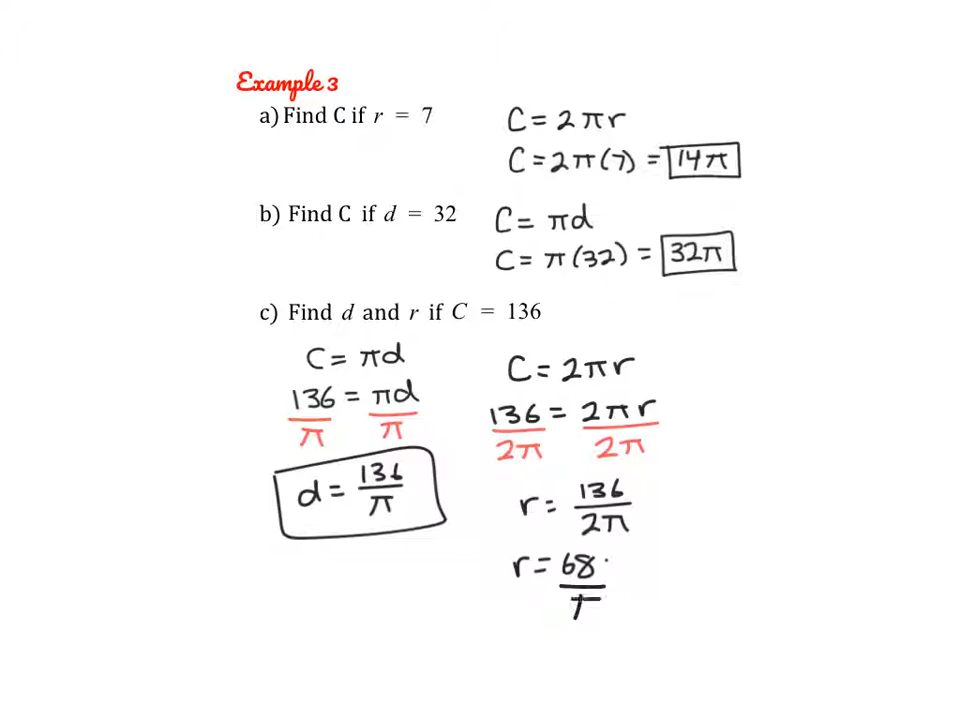 Example 3
a) Find C if r = 7
C = 2πr
C = 2π(7) = 14π
b) Find C if d = 32
C = πd
C = π(32) = 32π
c) Find d and r if C = 136
C = πd
136 = πd
π π
d = 136/π
C = 2πr
136 = 2πr
2π 2π
r = 136/2π
r = 68